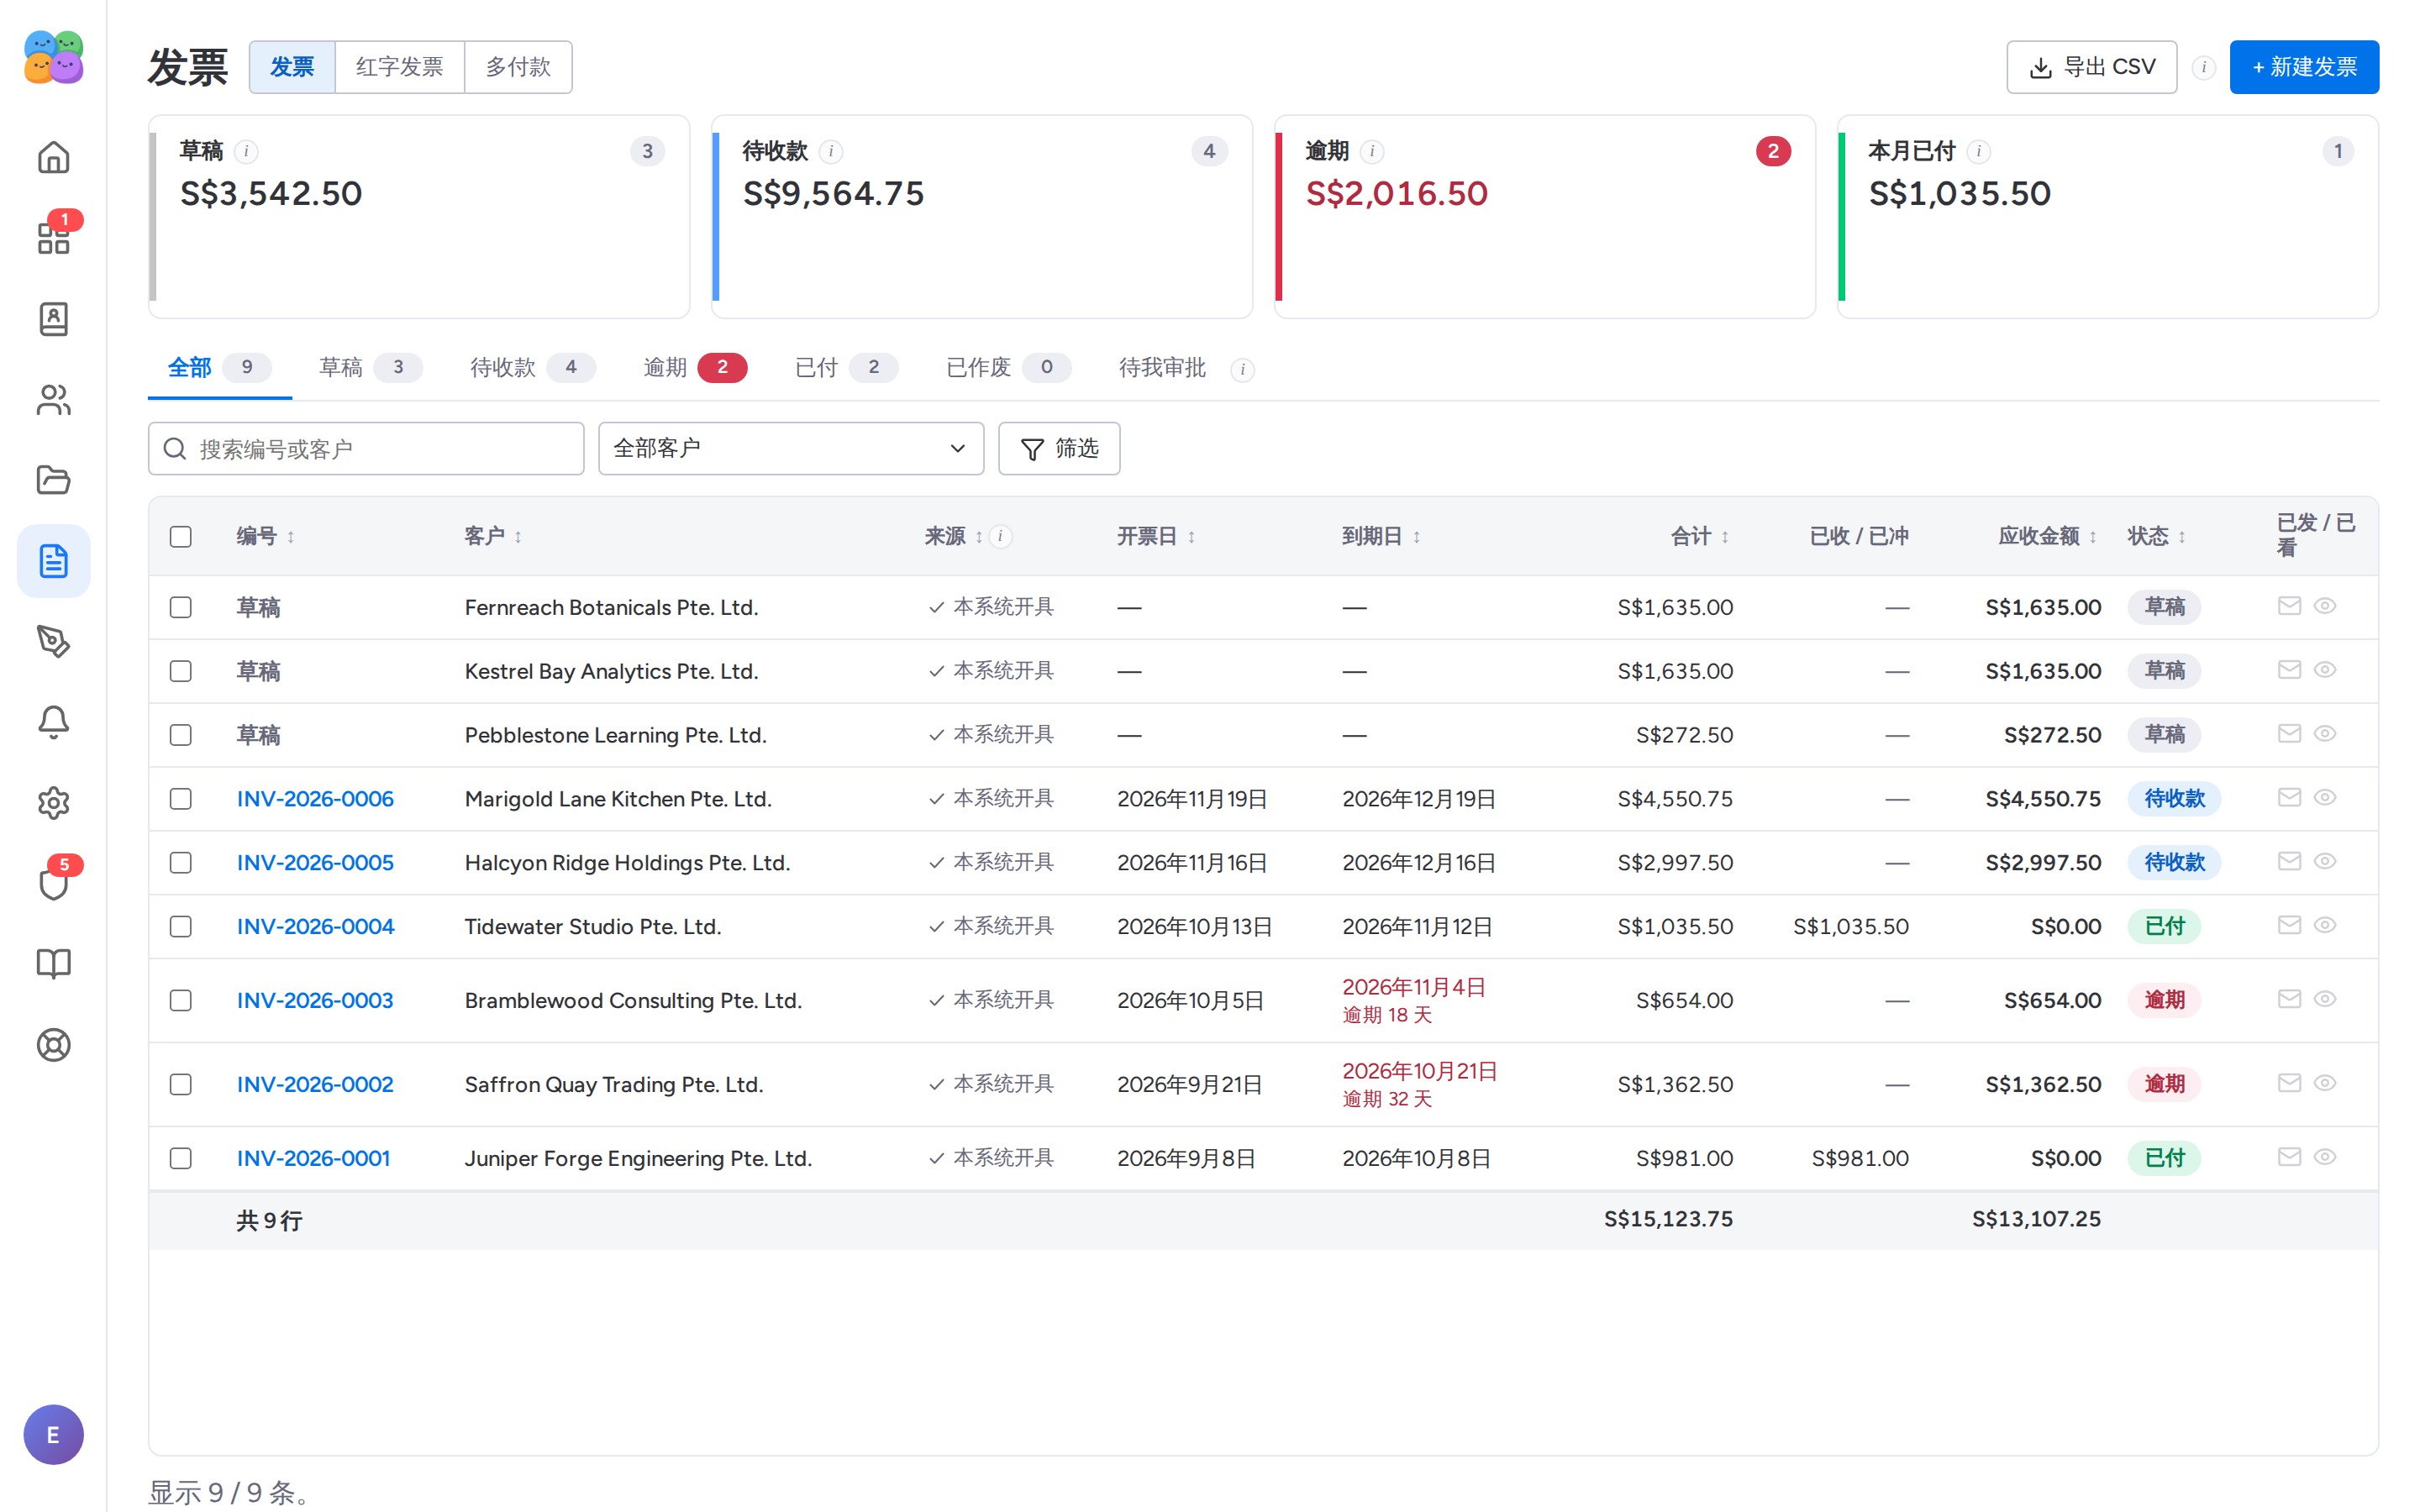 发票 发票 红字发票 多付款 导出 CSV i + 新建发票
草稿 i 3 待收款 i 4 逾期 i 2 本月已付 i 1
S$3,542.50 S$9,564.75 S$2,016.50 S$1,035.50
全部 9 草稿 3 待收款 4 逾期 2 已付 2 已作废 0 待我审批 i
搜索编号或客户 全部客户 筛选
编号 ↕ 客户 ↕ 来源 ↕ i 开票日 ↕ 到期日 ↕ 合计 ↕ 已收 / 已冲 应收金额 ↕ 状态 ↕ 已发 / 已
看
草稿 Fernreach Botanicals Pte. Ltd. ✓ 本系统开具 — — S$1,635.00 — S$1,635.00 草稿
草稿 Kestrel Bay Analytics Pte. Ltd. ✓ 本系统开具 — — S$1,635.00 — S$1,635.00 草稿
草稿 Pebblestone Learning Pte. Ltd. ✓ 本系统开具 — — S$272.50 — S$272.50 草稿
INV-2026-0006 Marigold Lane Kitchen Pte. Ltd. ✓ 本系统开具 2026年11月19日 2026年12月19日 S$4,550.75 — S$4,550.75 待收款
INV-2026-0005 Halcyon Ridge Holdings Pte. Ltd. ✓ 本系统开具 2026年11月16日 2026年12月16日 S$2,997.50 — S$2,997.50 待收款
INV-2026-0004 Tidewater Studio Pte. Ltd. ✓ 本系统开具 2026年10月13日 2026年11月12日 S$1,035.50 S$1,035.50 S$0.00 已付
INV-2026-0003 Bramblewood Consulting Pte. Ltd. ✓ 本系统开具 2026年10月5日 2026年11月4日 S$654.00 — S$654.00 逾期
逾期 18 天
INV-2026-0002 Saffron Quay Trading Pte. Ltd. ✓ 本系统开具 2026年9月21日 2026年10月21日 S$1,362.50 — S$1,362.50 逾期
逾期 32 天
INV-2026-0001 Juniper Forge Engineering Pte. Ltd. ✓ 本系统开具 2026年9月8日 2026年10月8日 S$981.00 S$981.00 S$0.00 已付
共 9 行 S$15,123.75 S$13,107.25
显示 9 / 9 条。
1
5
E